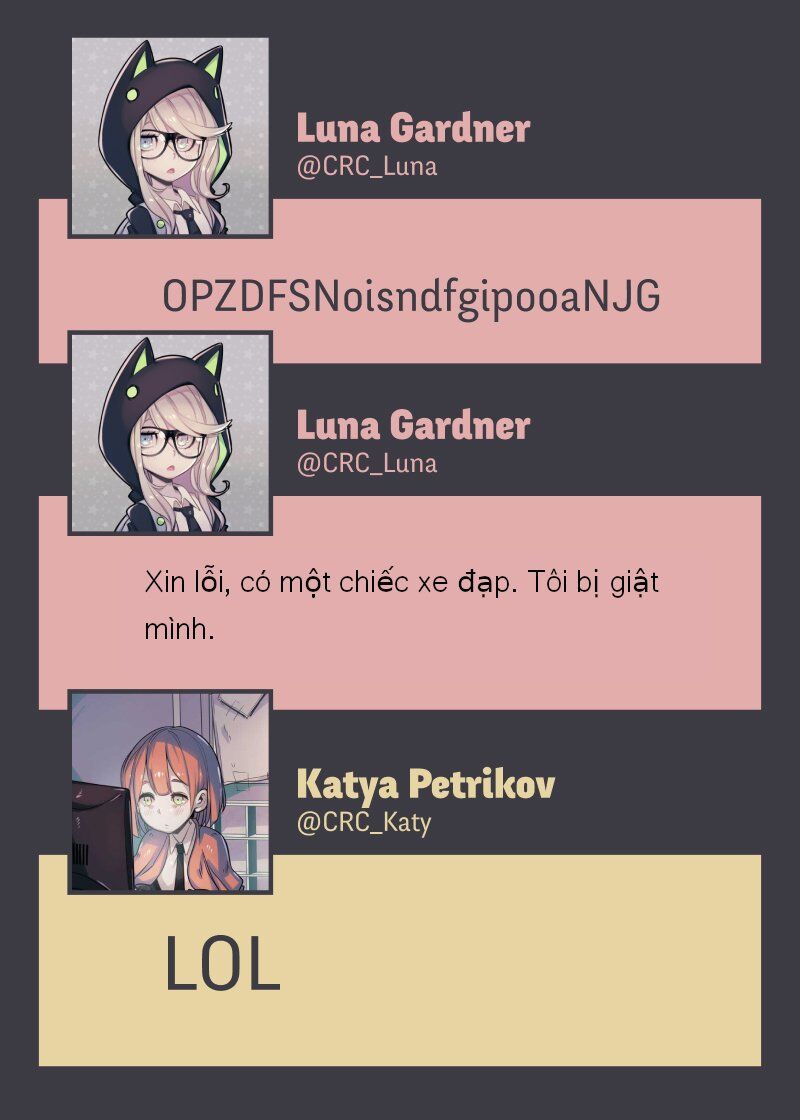 Luna Gardner
@CRC_Luna
OPZDFSNoisndfgipooaNJG
Luna Gardner
@CRC_Luna
Xin lỗi, có một chiếc xe đạp. Tôi bị giật
mình.
Katya Petrikov
@CRC_Katy
LOL